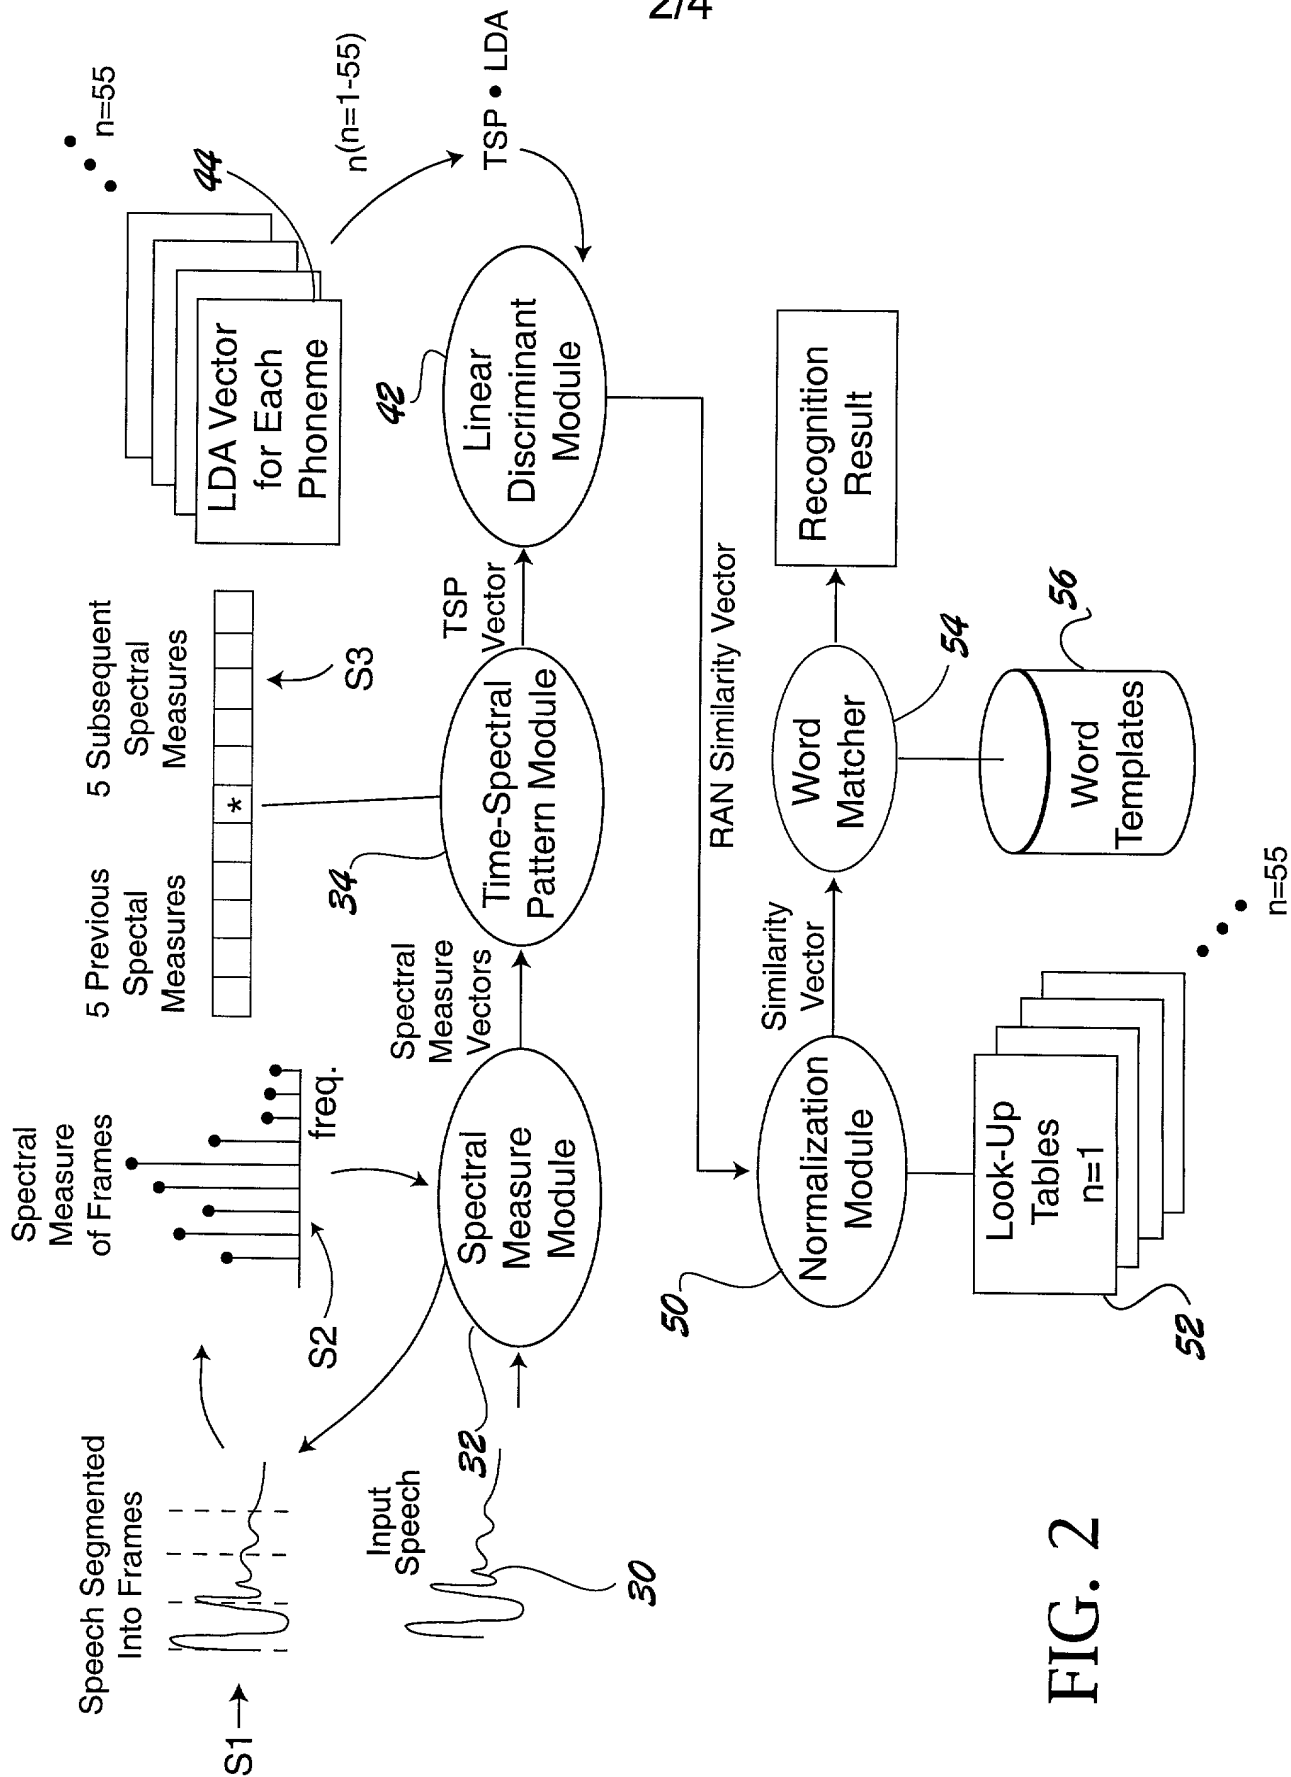 2/4
Speech Segmented
Into Frames
S1
Spectral
Measure
of Frames
freq.
S2
5 Previous
Spectal
Measures
*
5 Subsequent
Spectral
Measures
S3
LDA Vector
for Each
Phoneme
44
n=55
n(n=1-55)
TSP • LDA
Input
Speech
30
32
Spectral
Measure
Module
Spectral
Measure
Vectors
34
Time-Spectral
Pattern Module
TSP
Vector
42
Linear
Discriminant
Module
RAN Similarity Vector
50
Normalization
Module
Similarity
Vector
Word
Matcher
54
Recognition
Result
Look-Up
Tables
n=1
52
n=55
Word
Templates
56
FIG. 2